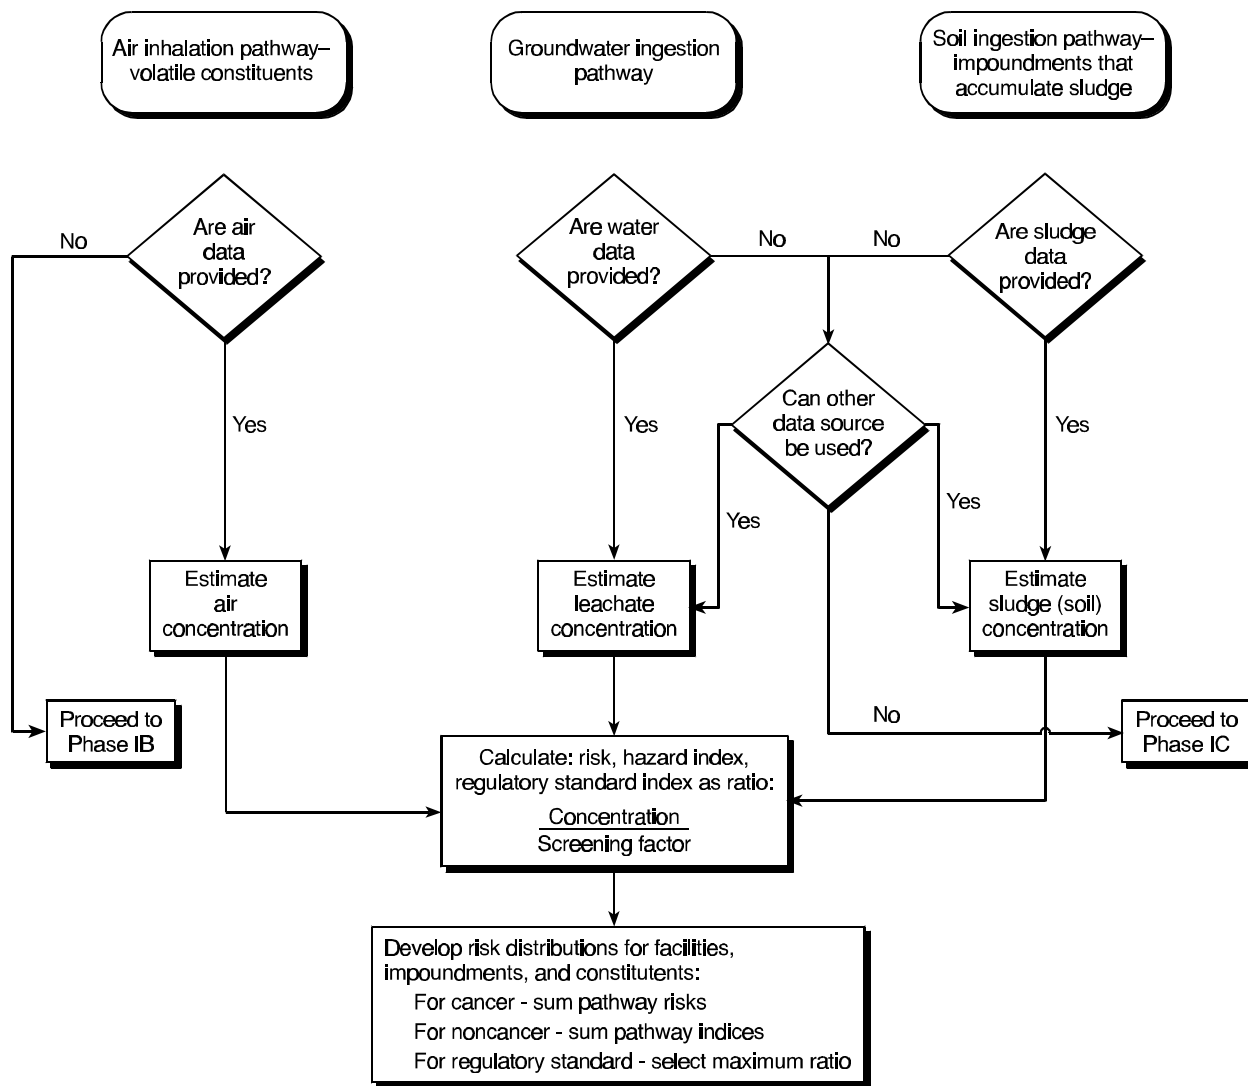 Air inhalation pathway–
volatile constituents
Groundwater ingestion
pathway
Soil ingestion pathway–
impoundments that
accumulate sludge
No
Are air
data
provided?
Are water
data
provided?
No
No
Are sludge
data
provided?
Yes
Yes
Can other
data source
be used?
Yes
Yes
Yes
Estimate
air
concentration
Estimate
leachate
concentration
Estimate
sludge (soil)
concentration
Proceed to
Phase IB
No
Proceed to
Phase IC
Calculate: risk, hazard index,
regulatory standard index as ratio:
Concentration
Screening factor
Develop risk distributions for facilities,
impoundments, and constitutents:
For cancer - sum pathway risks
For noncancer - sum pathway indices
For regulatory standard - select maximum ratio